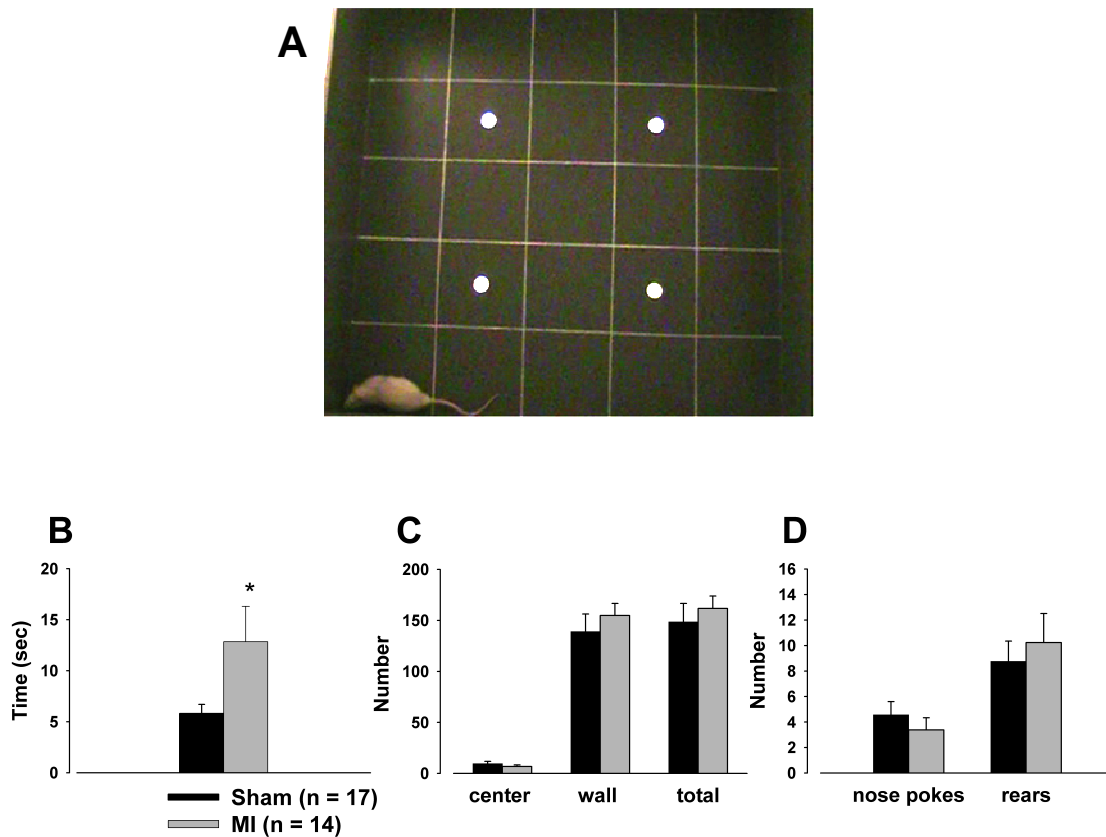 A
B
20
15
10
5
0
Time (sec)
*
Sham (n = 17)
MI (n = 14)
C
200
150
100
50
0
Number
center wall total
D
16
14
12
10
8
6
4
2
0
Number
nose pokes rears